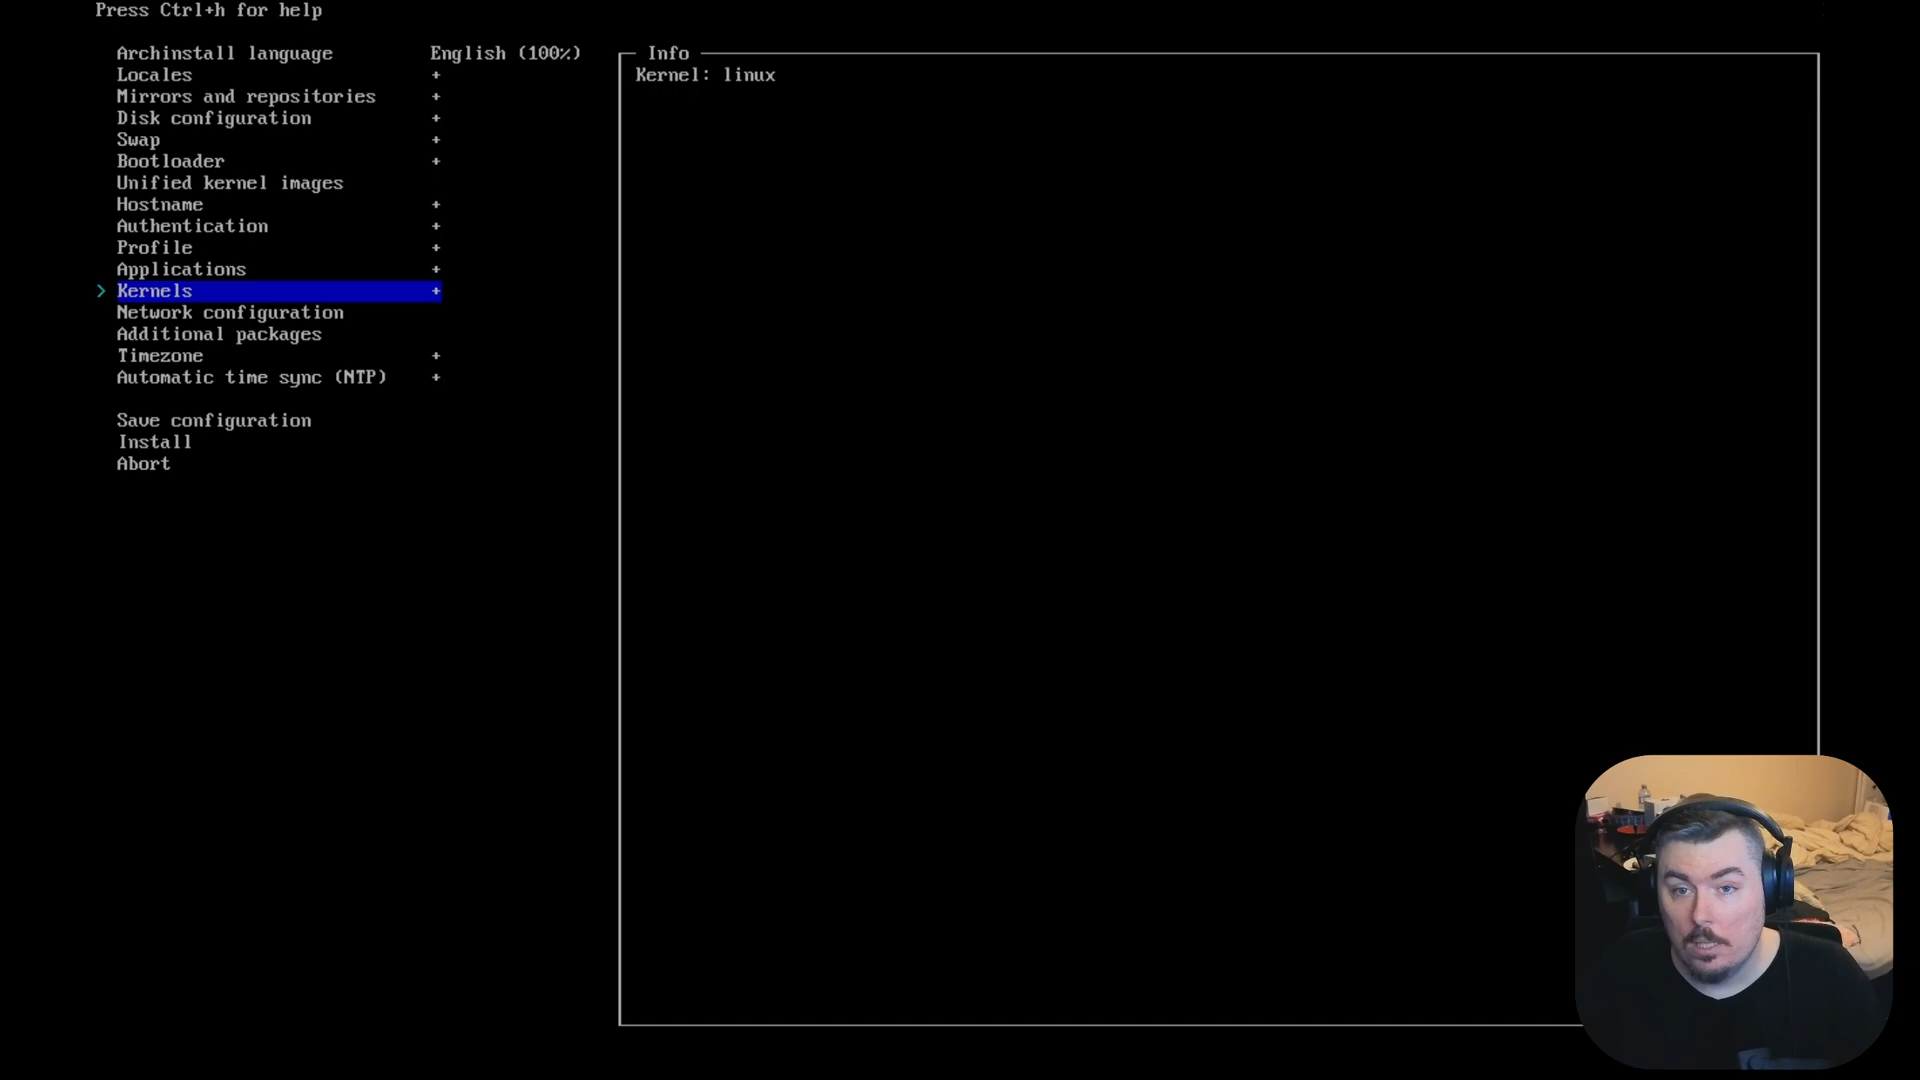 Press Ctrl+h for help
Archinstall language English (100%)
Locales +
Mirrors and repositories +
Disk configuration +
Swap +
Bootloader +
Unified kernel images
Hostname +
Authentication +
Profile +
Applications +
> Kernels +
Network configuration
Additional packages
Timezone +
Automatic time sync (NTP) +
Save configuration
Install
Abort
Info
Kernel: linux